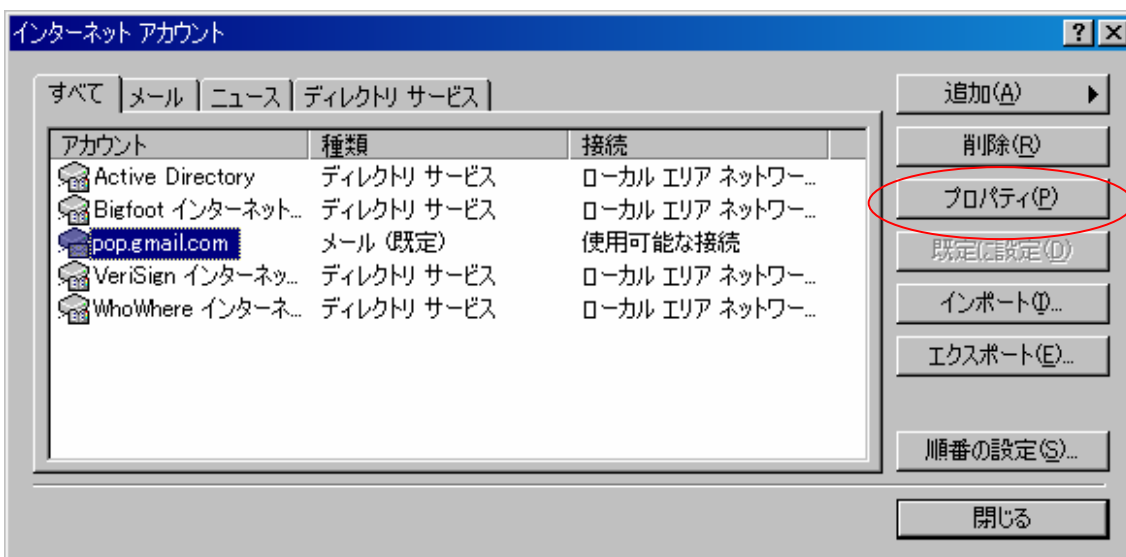 インターネット アカウント
すべて メール ニュース ディレクトリ サービス
アカウント 種類 接続
Active Directory ディレクトリ サービス ローカル エリア ネットワー...
Bigfoot インターネット... ディレクトリ サービス ローカル エリア ネットワー...
pop.gmail.com メール (既定) 使用可能な接続
VeriSign インターネッ... ディレクトリ サービス ローカル エリア ネットワー...
WhoWhere インターネ... ディレクトリ サービス ローカル エリア ネットワー...
追加(A)
削除(R)
プロパティ(P)
既定に設定(D)
インポート(I)...
エクスポート(E)...
順番の設定(S)...
閉じる